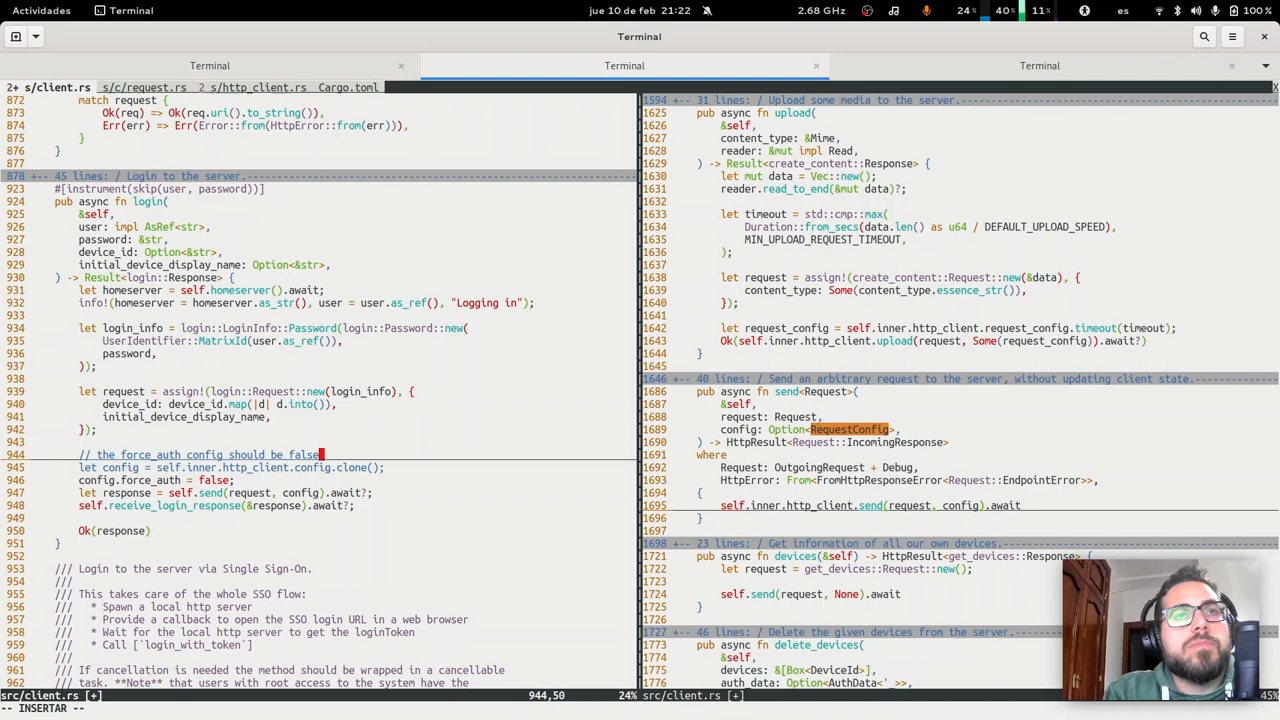 Actividades
Terminal
jue 10 de feb 21:22
2.68 GHz
24 %
40 %
11 %
es
100 %
Terminal
Terminal
Terminal
Terminal
2+ s/client.rs s/c/request.rs 2 s/http_client.rs Cargo.toml
X
872 match request {
873 Ok(req) => Ok(req.uri().to_string()),
874 Err(err) => Err(Error::from(HttpError::from(err))),
875 }
876 }
877
878 +-- 45 lines: / Login to the server.
923 #[instrument(skip(user, password))]
924 pub async fn login(
925 &self,
926 user: impl AsRef<str>,
927 password: &str,
928 device_id: Option<&str>,
929 initial_device_display_name: Option<&str>,
930 ) -> Result<login::Response> {
931 let homeserver = self.homeserver().await;
932 info!(homeserver = homeserver.as_str(), user = user.as_ref(), "Logging in");
933
934 let login_info = login::LoginInfo::Password(login::Password::new(
935 UserIdentifier::MatrixId(user.as_ref()),
936 password,
937 ));
938
939 let request = assign!(login::Request::new(login_info), {
940 device_id: device_id.map(|d| d.into()),
941 initial_device_display_name,
942 });
943
944 // the force_auth config should be false
945 let config = self.inner.http_client.config.clone();
946 config.force_auth = false;
947 let response = self.send(request, config).await?;
948 self.receive_login_response(&response).await?;
949
950 Ok(response)
951 }
952
953 /// Login to the server via Single Sign-On.
954 ///
955 /// This takes care of the whole SSO flow:
956 /// * Spawn a local http server
957 /// * Provide a callback to open the SSO login URL in a web browser
958 /// * Wait for the local http server to get the loginToken
959 /// * call [`login_with_token`]
960 ///
961 /// If cancellation is needed the method should be wrapped in a cancellable
962 /// task. **Note** that users with root access to the system have the
src/client.rs [+] 944,50 24%
-- INSERTAR --
1594 +-- 31 lines: / Upload some media to the server.
1625 pub async fn upload(
1626 &self,
1627 content_type: &Mime,
1628 reader: &mut impl Read,
1629 ) -> Result<create_content::Response> {
1630 let mut data = Vec::new();
1631 reader.read_to_end(&mut data)?;
1632
1633 let timeout = std::cmp::max(
1634 Duration::from_secs(data.len() as u64 / DEFAULT_UPLOAD_SPEED),
1635 MIN_UPLOAD_REQUEST_TIMEOUT,
1636 );
1637
1638 let request = assign!(create_content::Request::new(&data), {
1639 content_type: Some(content_type.essence_str()),
1640 });
1641
1642 let request_config = self.inner.http_client.request_config.timeout(timeout);
1643 Ok(self.inner.http_client.upload(request, Some(request_config)).await?)
1644 }
1645
1646 +-- 40 lines: / Send an arbitrary request to the server, without updating client state.
1686 pub async fn send<Request>(
1687 &self,
1688 request: Request,
1689 config: Option<RequestConfig>,
1690 ) -> HttpResult<Request::IncomingResponse>
1691 where
1692 Request: OutgoingRequest + Debug,
1693 HttpError: From<FromHttpResponseError<Request::EndpointError>>,
1694 {
1695 self.inner.http_client.send(request, config).await
1696 }
1697
1698 +-- 23 lines: / Get information of all our own devices.
1721 pub async fn devices(&self) -> HttpResult<get_devices::Response> {
1722 let request = get_devices::Request::new();
1723
1724 self.send(request, None).await
1725 }
1726
1727 +-- 46 lines: / Delete the given devices from the server.
1773 pub async fn delete_devices(
1774 &self,
1775 devices: &[Box<DeviceId>],
1776 auth_data: Option<AuthData<'_>>,
src/client.rs [+] 45%